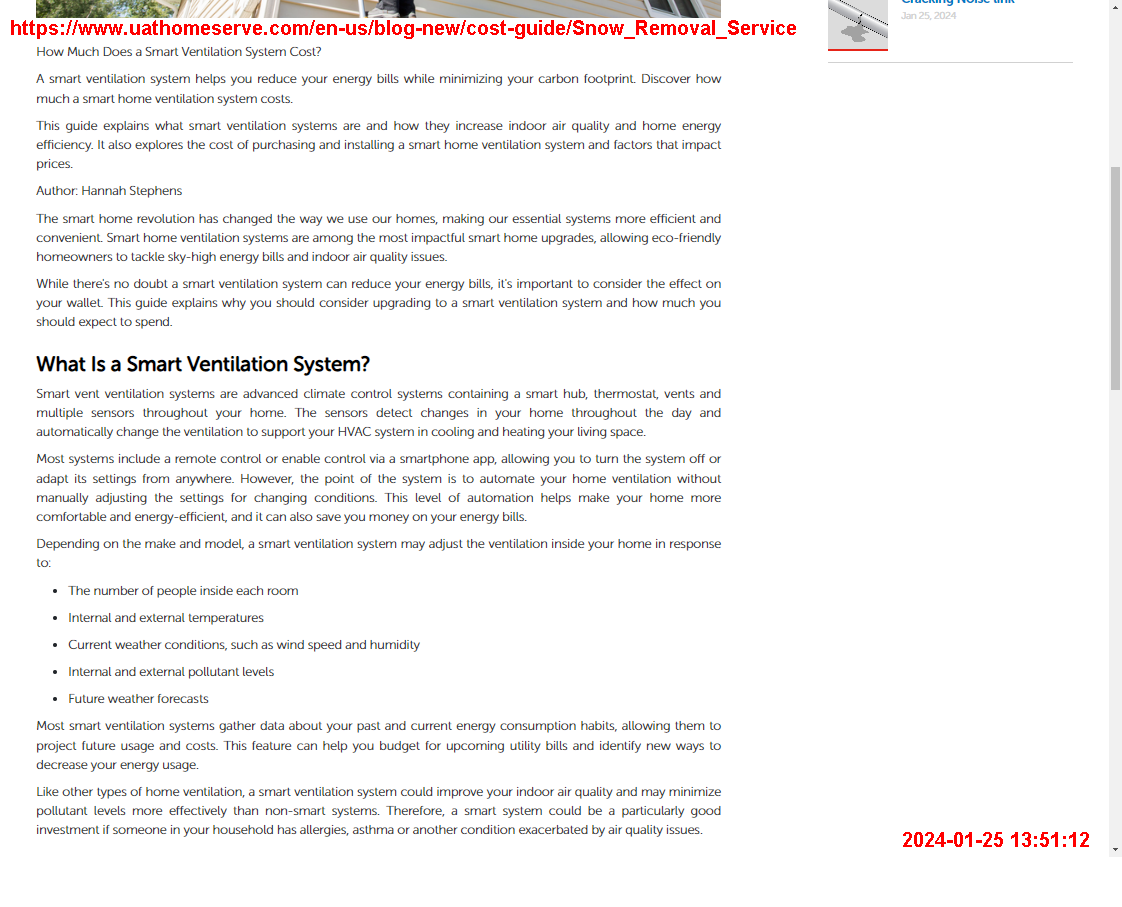 Cracking Noise link
Jan 25, 2024
https://www.uathomeserve.com/en-us/blog-new/cost-guide/Snow_Removal_Service
How Much Does a Smart Ventilation System Cost?
A smart ventilation system helps you reduce your energy bills while minimizing your carbon footprint. Discover how
much a smart home ventilation system costs.
This guide explains what smart ventilation systems are and how they increase indoor air quality and home energy
efficiency. It also explores the cost of purchasing and installing a smart home ventilation system and factors that impact
prices.
Author: Hannah Stephens
The smart home revolution has changed the way we use our homes, making our essential systems more efficient and
convenient. Smart home ventilation systems are among the most impactful smart home upgrades, allowing eco-friendly
homeowners to tackle sky-high energy bills and indoor air quality issues.
While there's no doubt a smart ventilation system can reduce your energy bills, it's important to consider the effect on
your wallet. This guide explains why you should consider upgrading to a smart ventilation system and how much you
should expect to spend.
What Is a Smart Ventilation System?
Smart vent ventilation systems are advanced climate control systems containing a smart hub, thermostat, vents and
multiple sensors throughout your home. The sensors detect changes in your home throughout the day and
automatically change the ventilation to support your HVAC system in cooling and heating your living space.
Most systems include a remote control or enable control via a smartphone app, allowing you to turn the system off or
adapt its settings from anywhere. However, the point of the system is to automate your home ventilation without
manually adjusting the settings for changing conditions. This level of automation helps make your home more
comfortable and energy-efficient, and it can also save you money on your energy bills.
Depending on the make and model, a smart ventilation system may adjust the ventilation inside your home in response
to:
• The number of people inside each room
• Internal and external temperatures
• Current weather conditions, such as wind speed and humidity
• Internal and external pollutant levels
• Future weather forecasts
Most smart ventilation systems gather data about your past and current energy consumption habits, allowing them to
project future usage and costs. This feature can help you budget for upcoming utility bills and identify new ways to
decrease your energy usage.
Like other types of home ventilation, a smart ventilation system could improve your indoor air quality and may minimize
pollutant levels more effectively than non-smart systems. Therefore, a smart system could be a particularly good
investment if someone in your household has allergies, asthma or another condition exacerbated by air quality issues.
2024-01-25 13:51:12